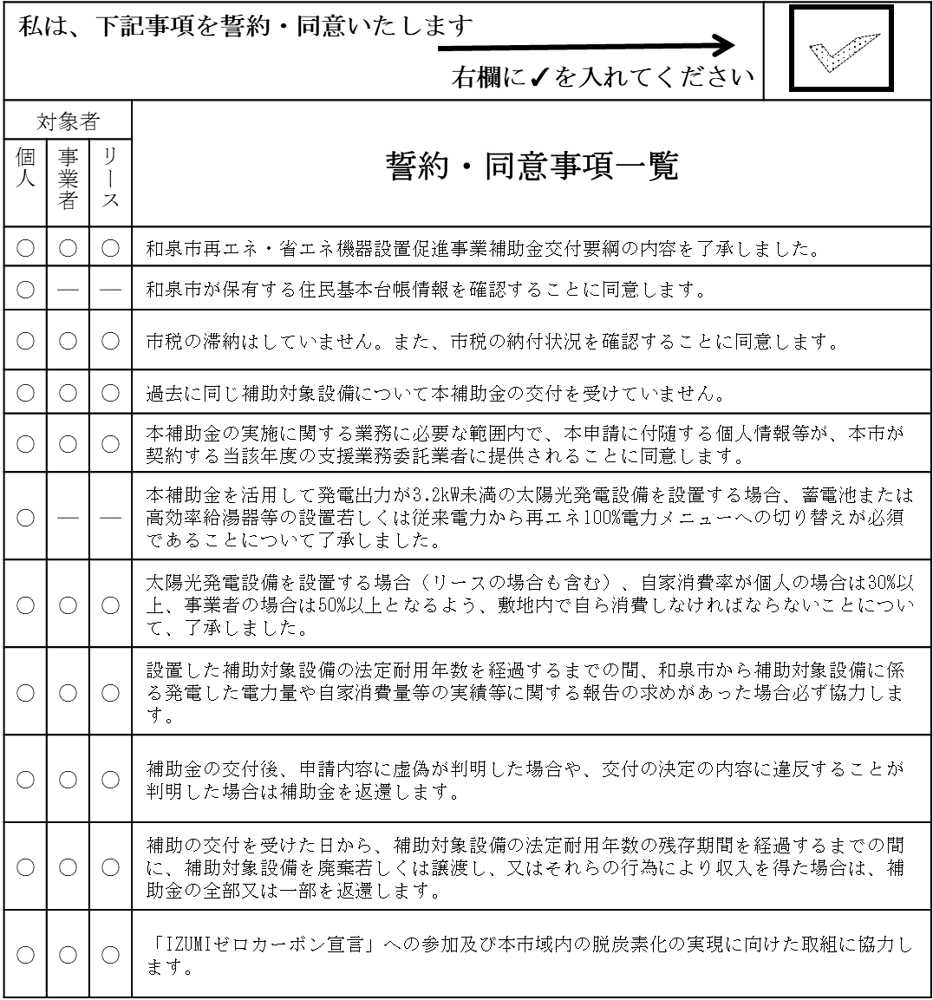 私は、下記事項を誓約・同意いたします
右欄に✓を入れてください
対象者
個人
事業者
リース
誓約・同意事項一覧
○ ○ ○ 和泉市再エネ・省エネ機器設置促進事業補助金交付要綱の内容を了承しました。
○ ― ― 和泉市が保有する住民基本台帳情報を確認することに同意します。
○ ○ ○ 市税の滞納はしていません。また、市税の納付状況を確認することに同意します。
○ ○ ○ 過去に同じ補助対象設備について本補助金の交付を受けていません。
○ ○ ○ 本補助金の実施に関する業務に必要な範囲内で、本申請に付随する個人情報等が、本市が
契約する当該年度の支援業務委託業者に提供されることに同意します。
○ ― ― 本補助金を活用して発電出力が3.2kW未満の太陽光発電設備を設置する場合、蓄電池または
高効率給湯器等の設置若しくは従来電力から再エネ100%電力メニューへの切り替えが必須
であることについて了承しました。
○ ○ ○ 太陽光発電設備を設置する場合（リースの場合も含む）、自家消費率が個人の場合は30%以
上、事業者の場合は50%以上となるよう、敷地内で自ら消費しなければならないことについ
て、了承しました。
○ ○ ○ 設置した補助対象設備の法定耐用年数を経過するまでの間、和泉市から補助対象設備に係
る発電した電力量や自家消費量等の実績等に関する報告の求めがあった場合必ず協力しま
す。
○ ○ ○ 補助金の交付後、申請内容に虚偽が判明した場合や、交付の決定の内容に違反することが
判明した場合は補助金を返還します。
○ ○ ○ 補助の交付を受けた日から、補助対象設備の法定耐用年数の残存期間を経過するまでの間
に、補助対象設備を廃棄若しくは譲渡し、又はそれらの行為により収入を得た場合は、補
助金の全部又は一部を返還します。
○ ○ ○ 「IZUMIゼロカーボン宣言」への参加及び本市域内の脱炭素化の実現に向けた取組に協力し
ます。